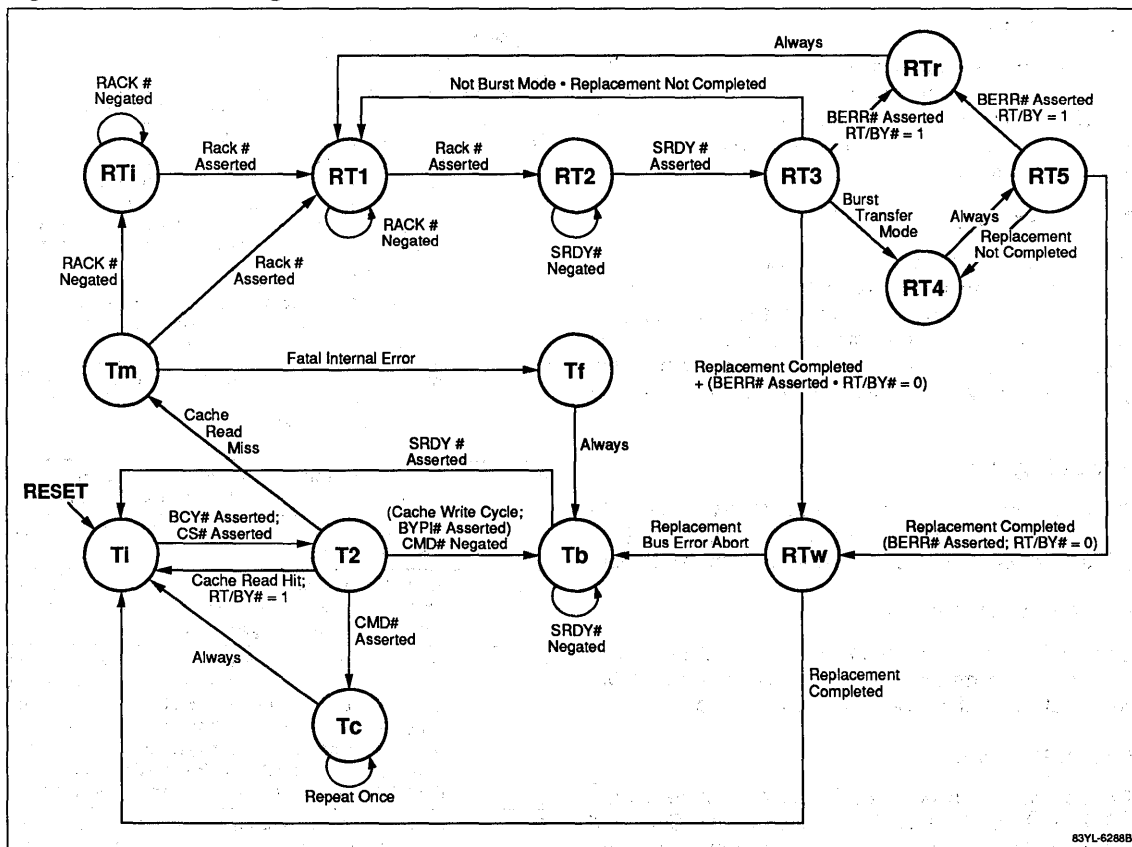 Always
RTr
RACK #
Negated
Not Burst Mode • Replacement Not Completed
BERR# Asserted
RT/BY# = 1
BERR# Asserted
RT/BY = 1
RTi
Rack #
Asserted
RT1
Rack #
Asserted
RT2
SRDY #
Asserted
RT3
RT5
RACK #
Negated
SRDY#
Negated
Burst
Transfer
Mode
Always
Replacement
Not Completed
RT4
RACK #
Negated
Rack #
Asserted
Tm
Fatal Internal Error
Tf
Replacement Completed
+ (BERR# Asserted • RT/BY# = 0)
Cache
Read
Miss
Always
SRDY #
Asserted
RESET
Ti
BCY# Asserted;
CS# Asserted
T2
(Cache Write Cycle;
BYPI# Asserted)
CMD# Negated
Tb
Replacement
Bus Error Abort
RTw
Replacement Completed
(BERR# Asserted; RT/BY# = 0)
Cache Read Hit;
RT/BY# = 1
SRDY#
Negated
CMD#
Asserted
Always
Tc
Repeat Once
Replacement
Completed
83YL-6288B